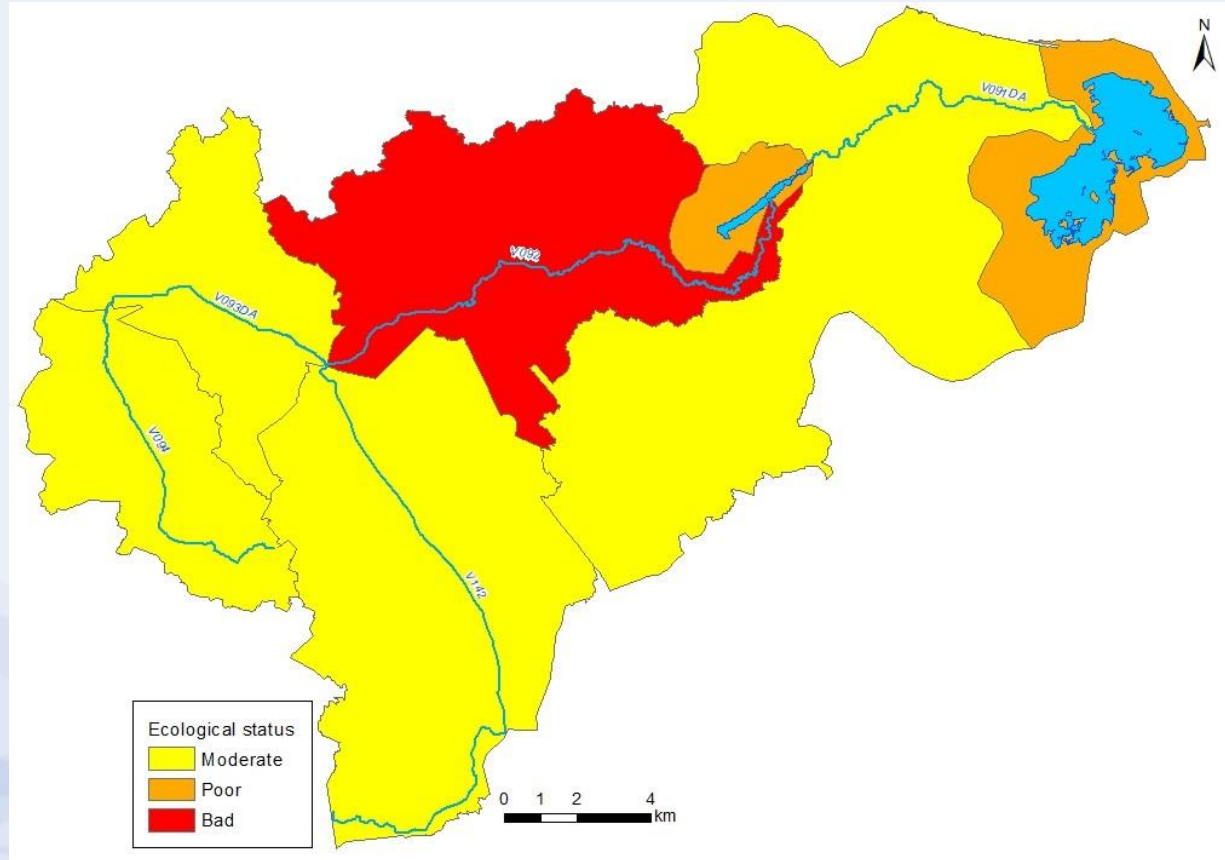 N
V091DA
V092
V093DA
V094
V142
Ecological status
Moderate
Poor
Bad
0 1 2 4
km